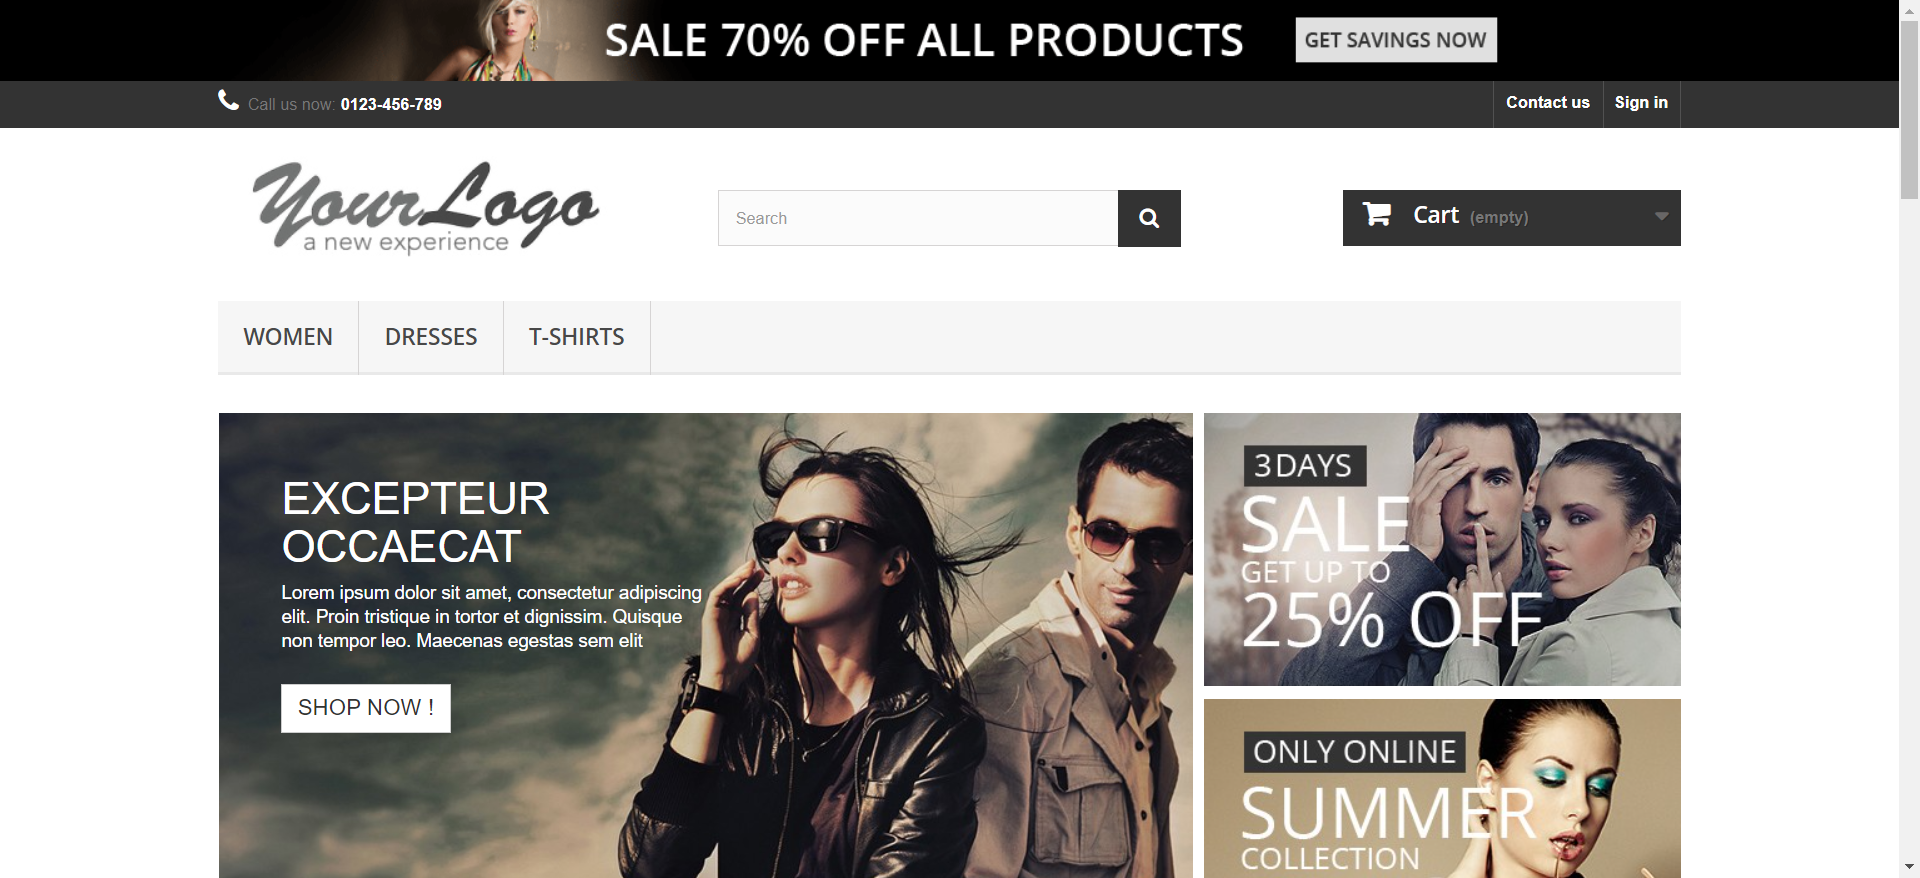 SALE 70% OFF ALL PRODUCTS
GET SAVINGS NOW
Call us now: 0123-456-789
Contact us
Sign in
YourLogo
a new experience
Search
Cart (empty)
WOMEN
DRESSES
T-SHIRTS
EXCEPTEUR
OCCAECAT
Lorem ipsum dolor sit amet, consectetur adipiscing
elit. Proin tristique in tortor et dignissim. Quisque
non tempor leo. Maecenas egestas sem elit
SHOP NOW !
3 DAYS
SALE
GET UP TO
25% OFF
ONLY ONLINE
SUMMER
COLLECTION